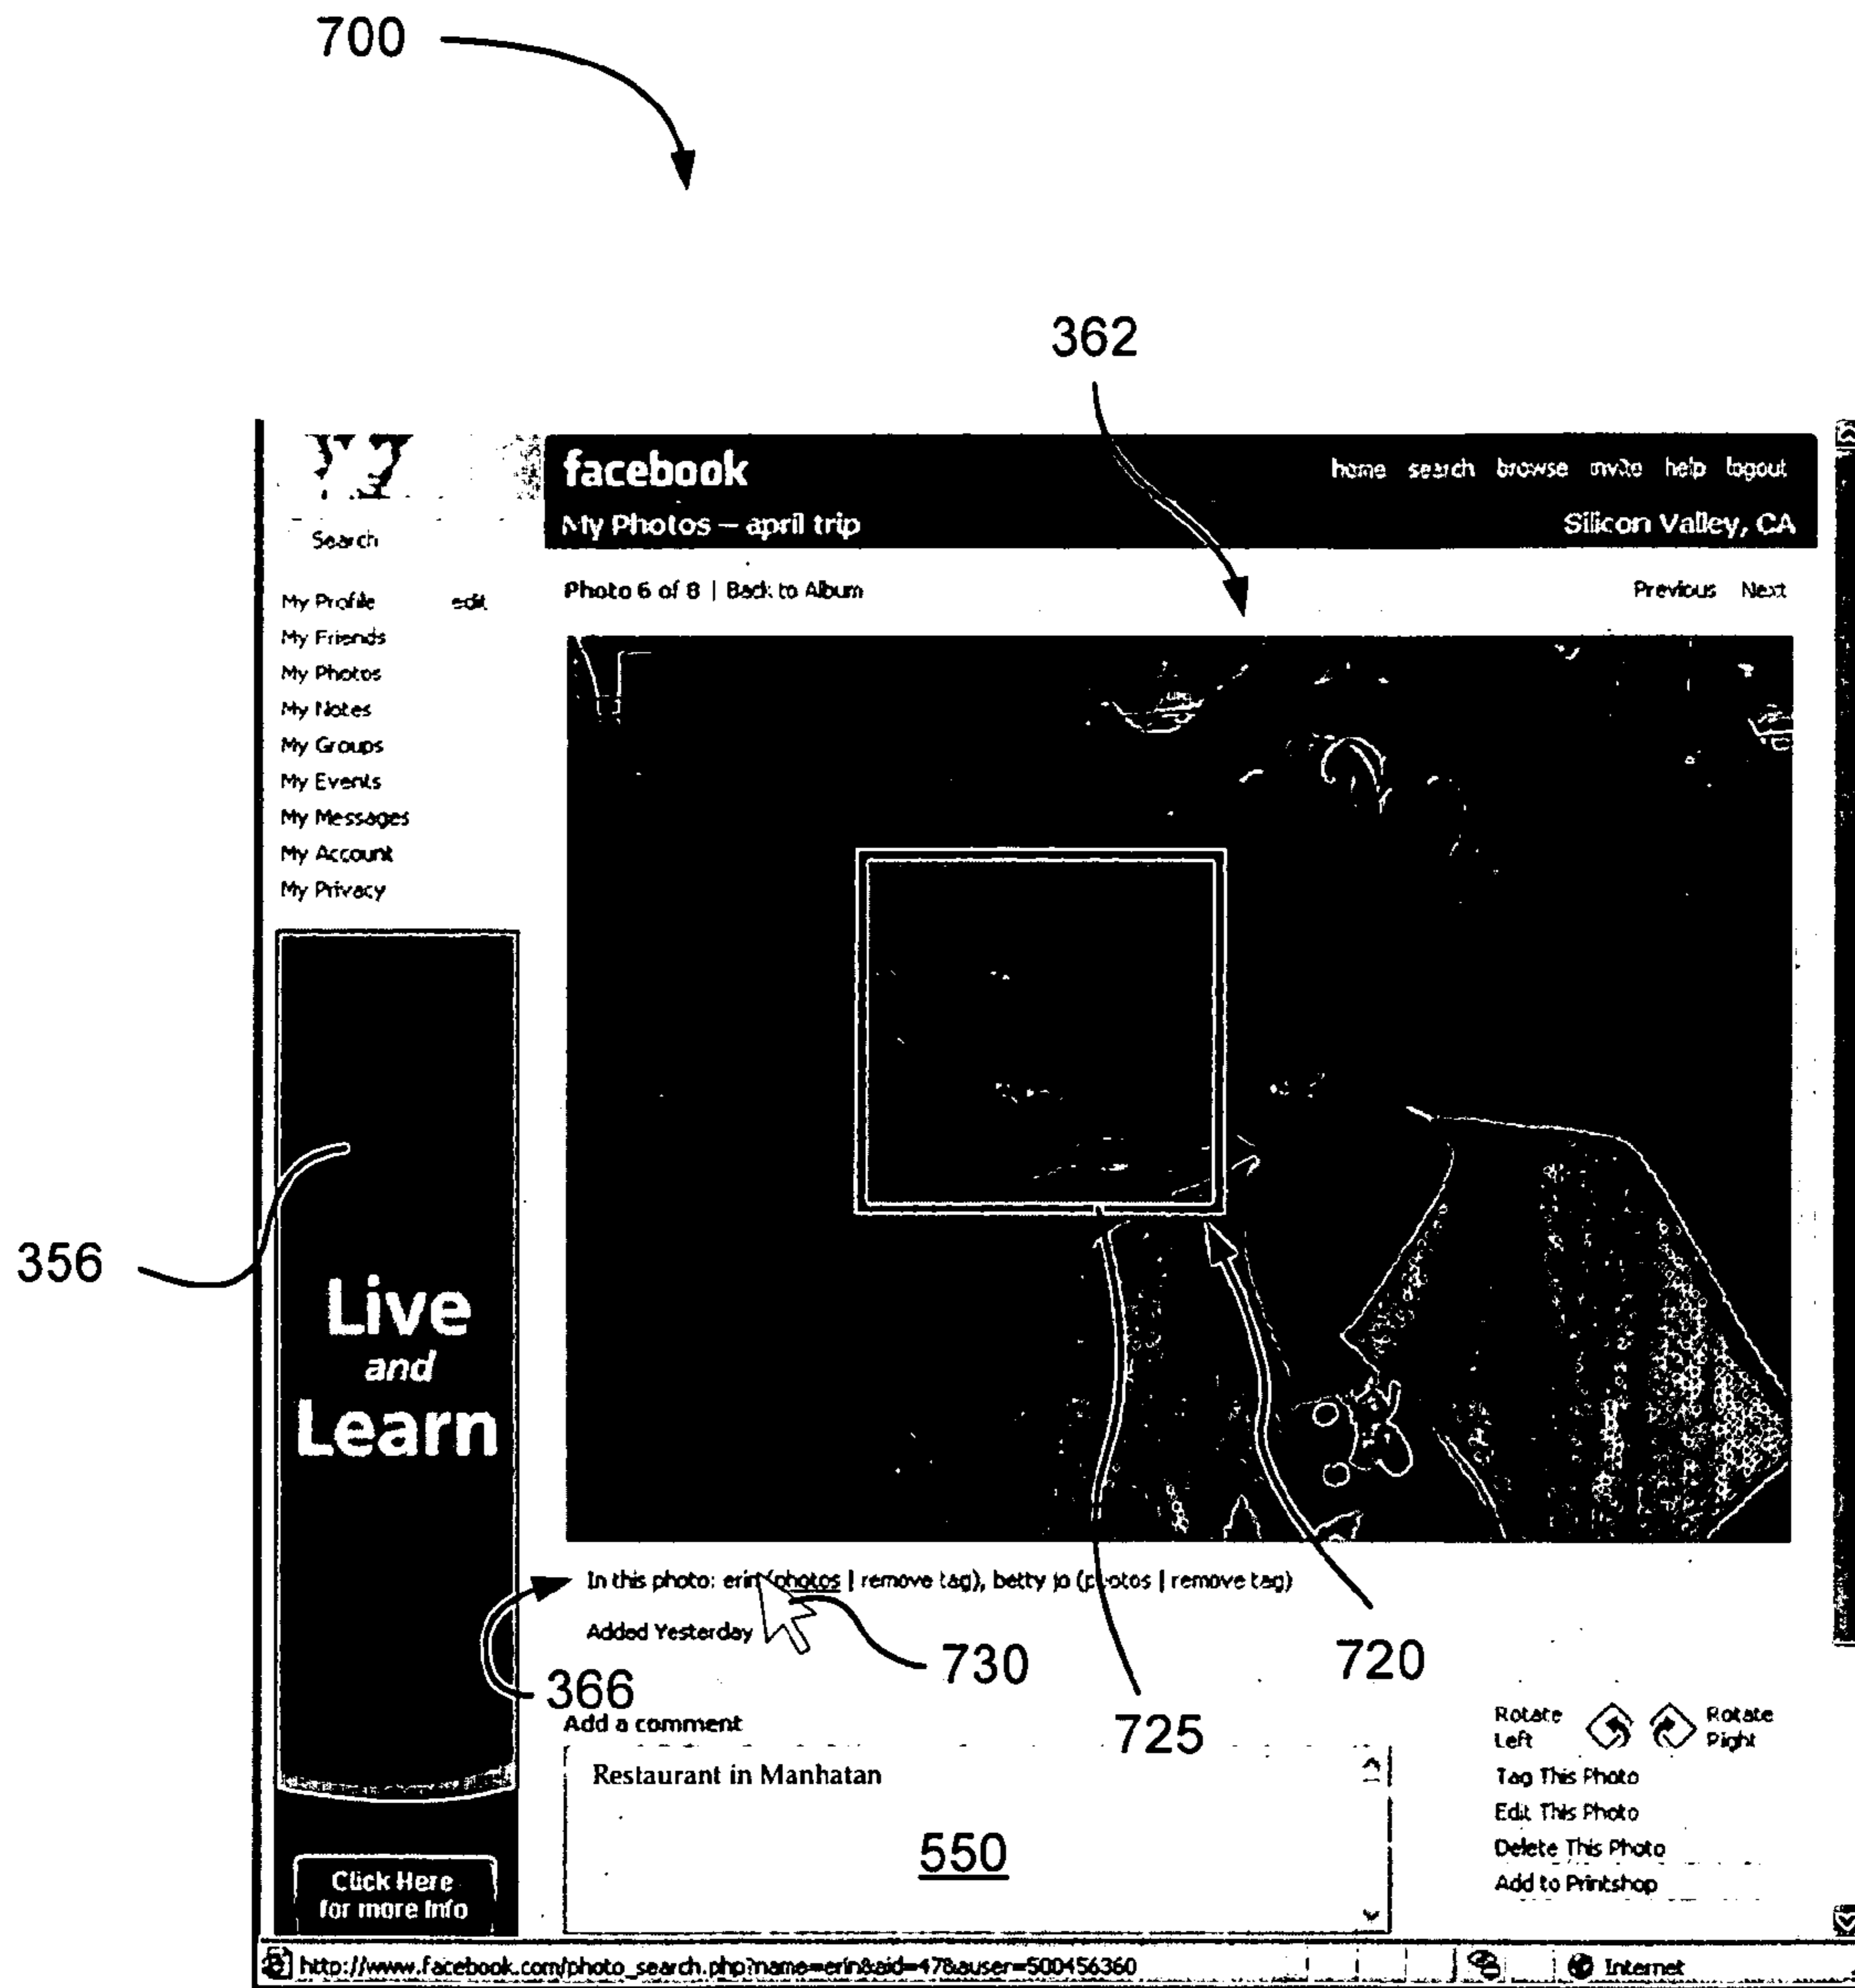 700
362
facebook
home search browse invite help logout
My Photos – april trip
Silicon Valley, CA
Search
Photo 6 of 8 | Back to Album
Previous Next
My Profile edit
My Friends
My Photos
My Notes
My Groups
My Events
My Messages
My Account
My Privacy
356
Live
and
Learn
Click Here
for more Info
In this photo: erin (photos | remove tag), betty jo (photos | remove tag)
Added Yesterday
730
720
366
725
Add a comment
Restaurant in Manhatan
550
Rotate Left
Rotate Right
Tag This Photo
Edit This Photo
Delete This Photo
Add to Printshop
http://www.facebook.com/photo_search.php?name=erin&aid=478&auser=500456360
Internet